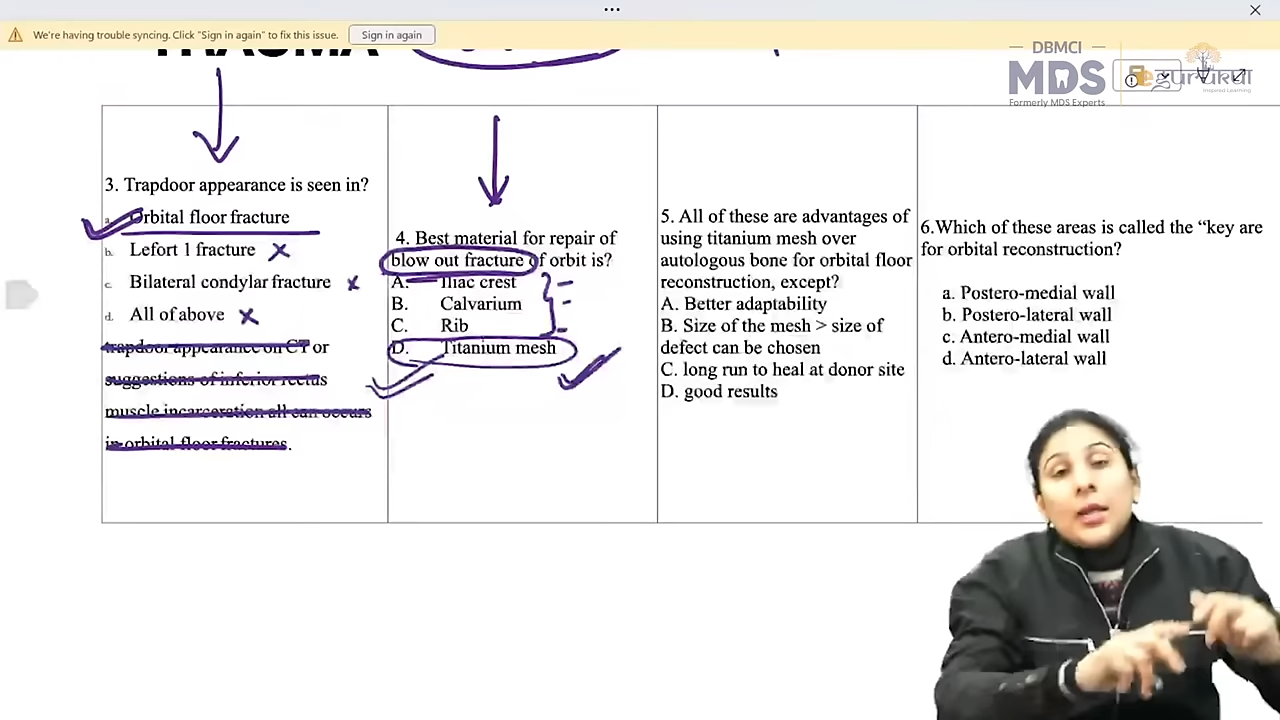 ...
We're having trouble syncing. Click "Sign in again" to fix this issue.
Sign in again
TRAUMA
DBMCI
MDS
Formerly MDS Experts
egurukul
Inspired Learning
3. Trapdoor appearance is seen in?
a. Orbital floor fracture
b. Lefort 1 fracture
c. Bilateral condylar fracture
d. All of above
trapdoor appearance on CT or
suggestions of inferior rectus
muscle incarceration all can occurs
in orbital floor fractures.
4. Best material for repair of
blow out fracture of orbit is?
A. Iliac crest
B. Calvarium
C. Rib
D. Titanium mesh
5. All of these are advantages of
using titanium mesh over
autologous bone for orbital floor
reconstruction, except?
A. Better adaptability
B. Size of the mesh > size of
defect can be chosen
C. long run to heal at donor site
D. good results
6.Which of these areas is called the “key are
for orbital reconstruction?
a. Postero-medial wall
b. Postero-lateral wall
c. Antero-medial wall
d. Antero-lateral wall